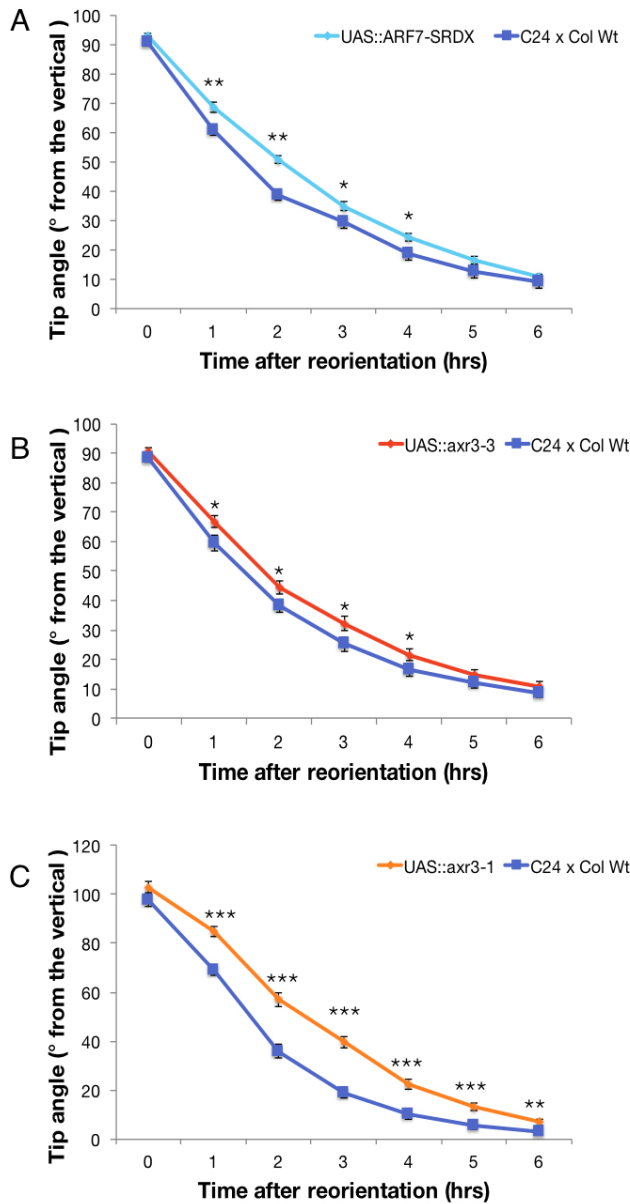 A
100
90
80
70
60
50
40
30
20
10
0
Tip angle (° from the vertical )
UAS::ARF7-SRDX C24 x Col Wt
** ** * *
0 1 2 3 4 5 6
Time after reorientation (hrs)
B
100
90
80
70
60
50
40
30
20
10
0
Tip angle (° from the vertical )
UAS::axr3-3 C24 x Col Wt
* * * *
0 1 2 3 4 5 6
Time after reorientation (hrs)
C
120
100
80
60
40
20
0
Tip angle (° from the vertical )
UAS::axr3-1 C24 x Col Wt
*** *** *** *** *** **
0 1 2 3 4 5 6
Time after reorientation (hrs)